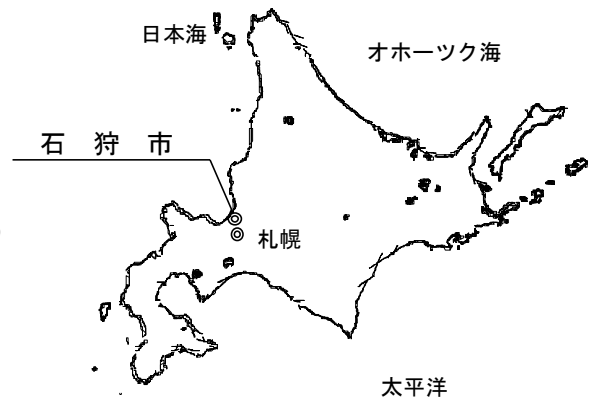 日本海
オホーツク海
石狩市
札幌
太平洋